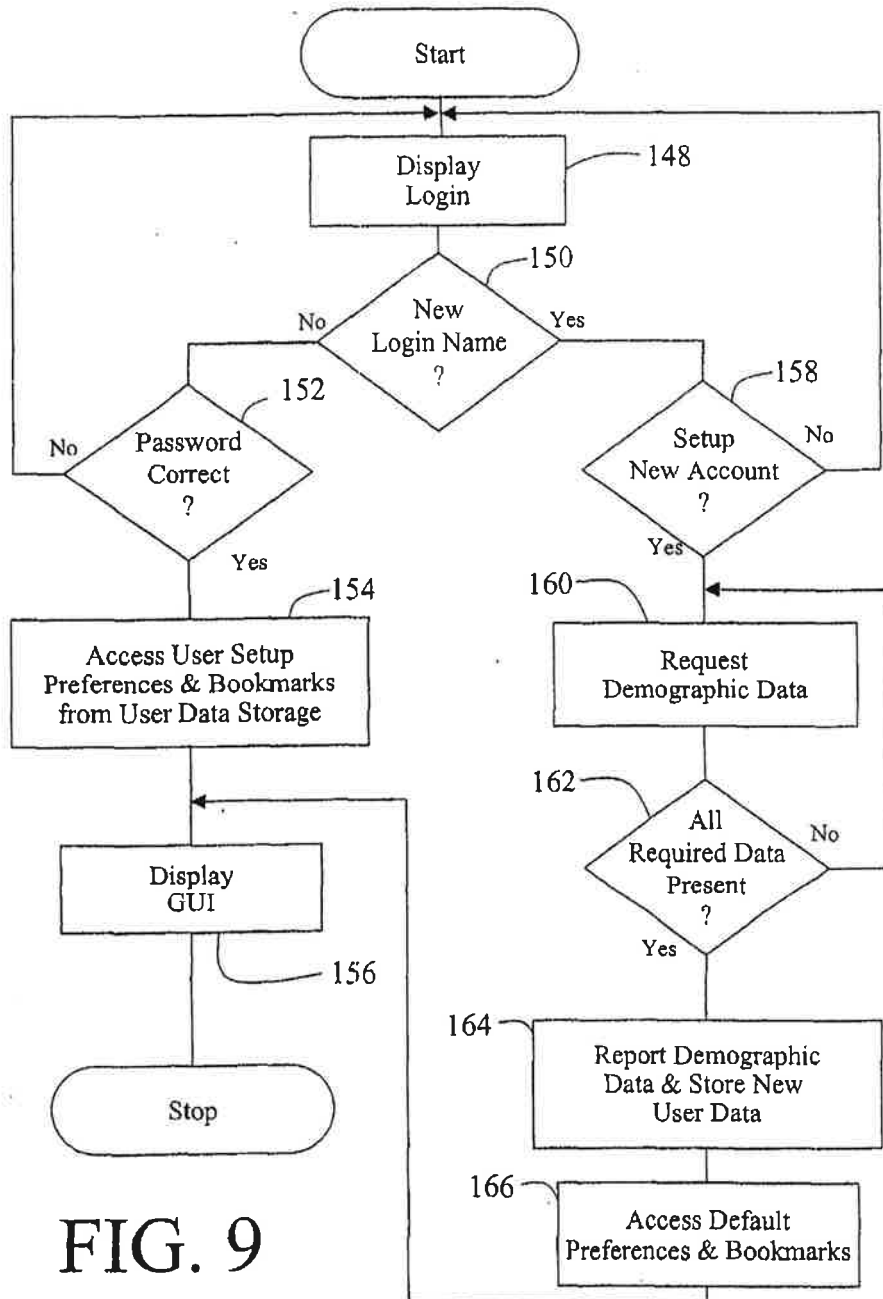 Start
Display
Login
148
150
New
Login Name
?
No
Yes
152
Password
Correct
?
No
Yes
158
Setup
New Account
?
No
Yes
154
Access User Setup
Preferences & Bookmarks
from User Data Storage
160
Request
Demographic Data
162
All
Required Data
Present
?
No
Yes
Display
GUI
156
164
Report Demographic
Data & Store New
User Data
Stop
166
Access Default
Preferences & Bookmarks
FIG. 9